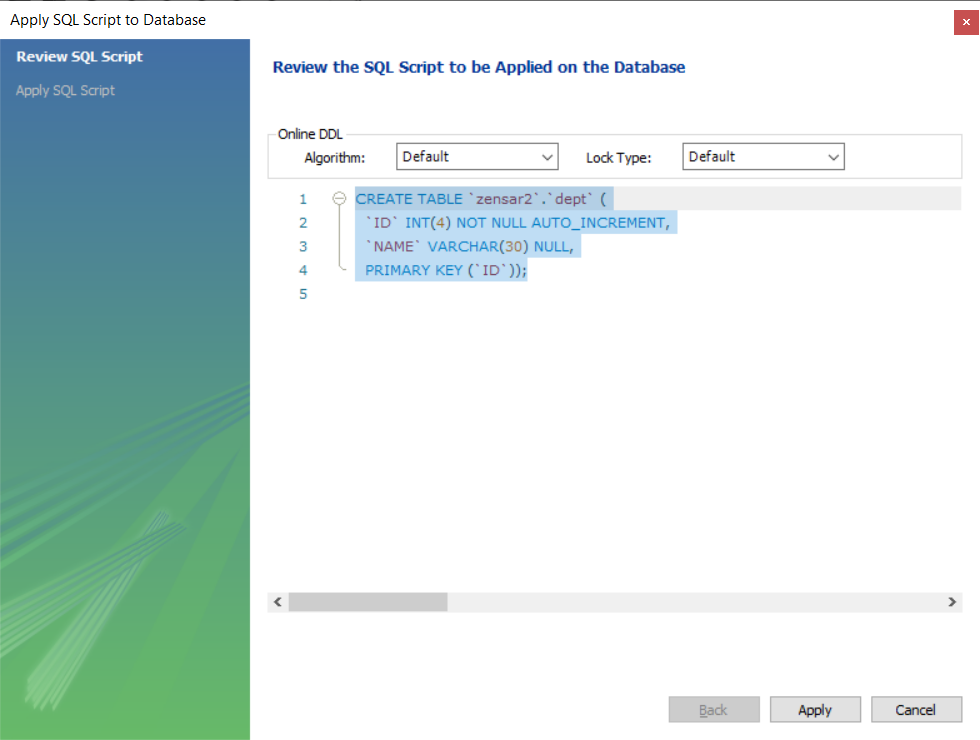 Apply SQL Script to Database
Review SQL Script
Apply SQL Script
Review the SQL Script to be Applied on the Database
Online DDL
Algorithm: Default Lock Type: Default
1 CREATE TABLE `zensar2`.`dept` (
2 `ID` INT(4) NOT NULL AUTO_INCREMENT,
3 `NAME` VARCHAR(30) NULL,
4 PRIMARY KEY (`ID`));
5
Back Apply Cancel